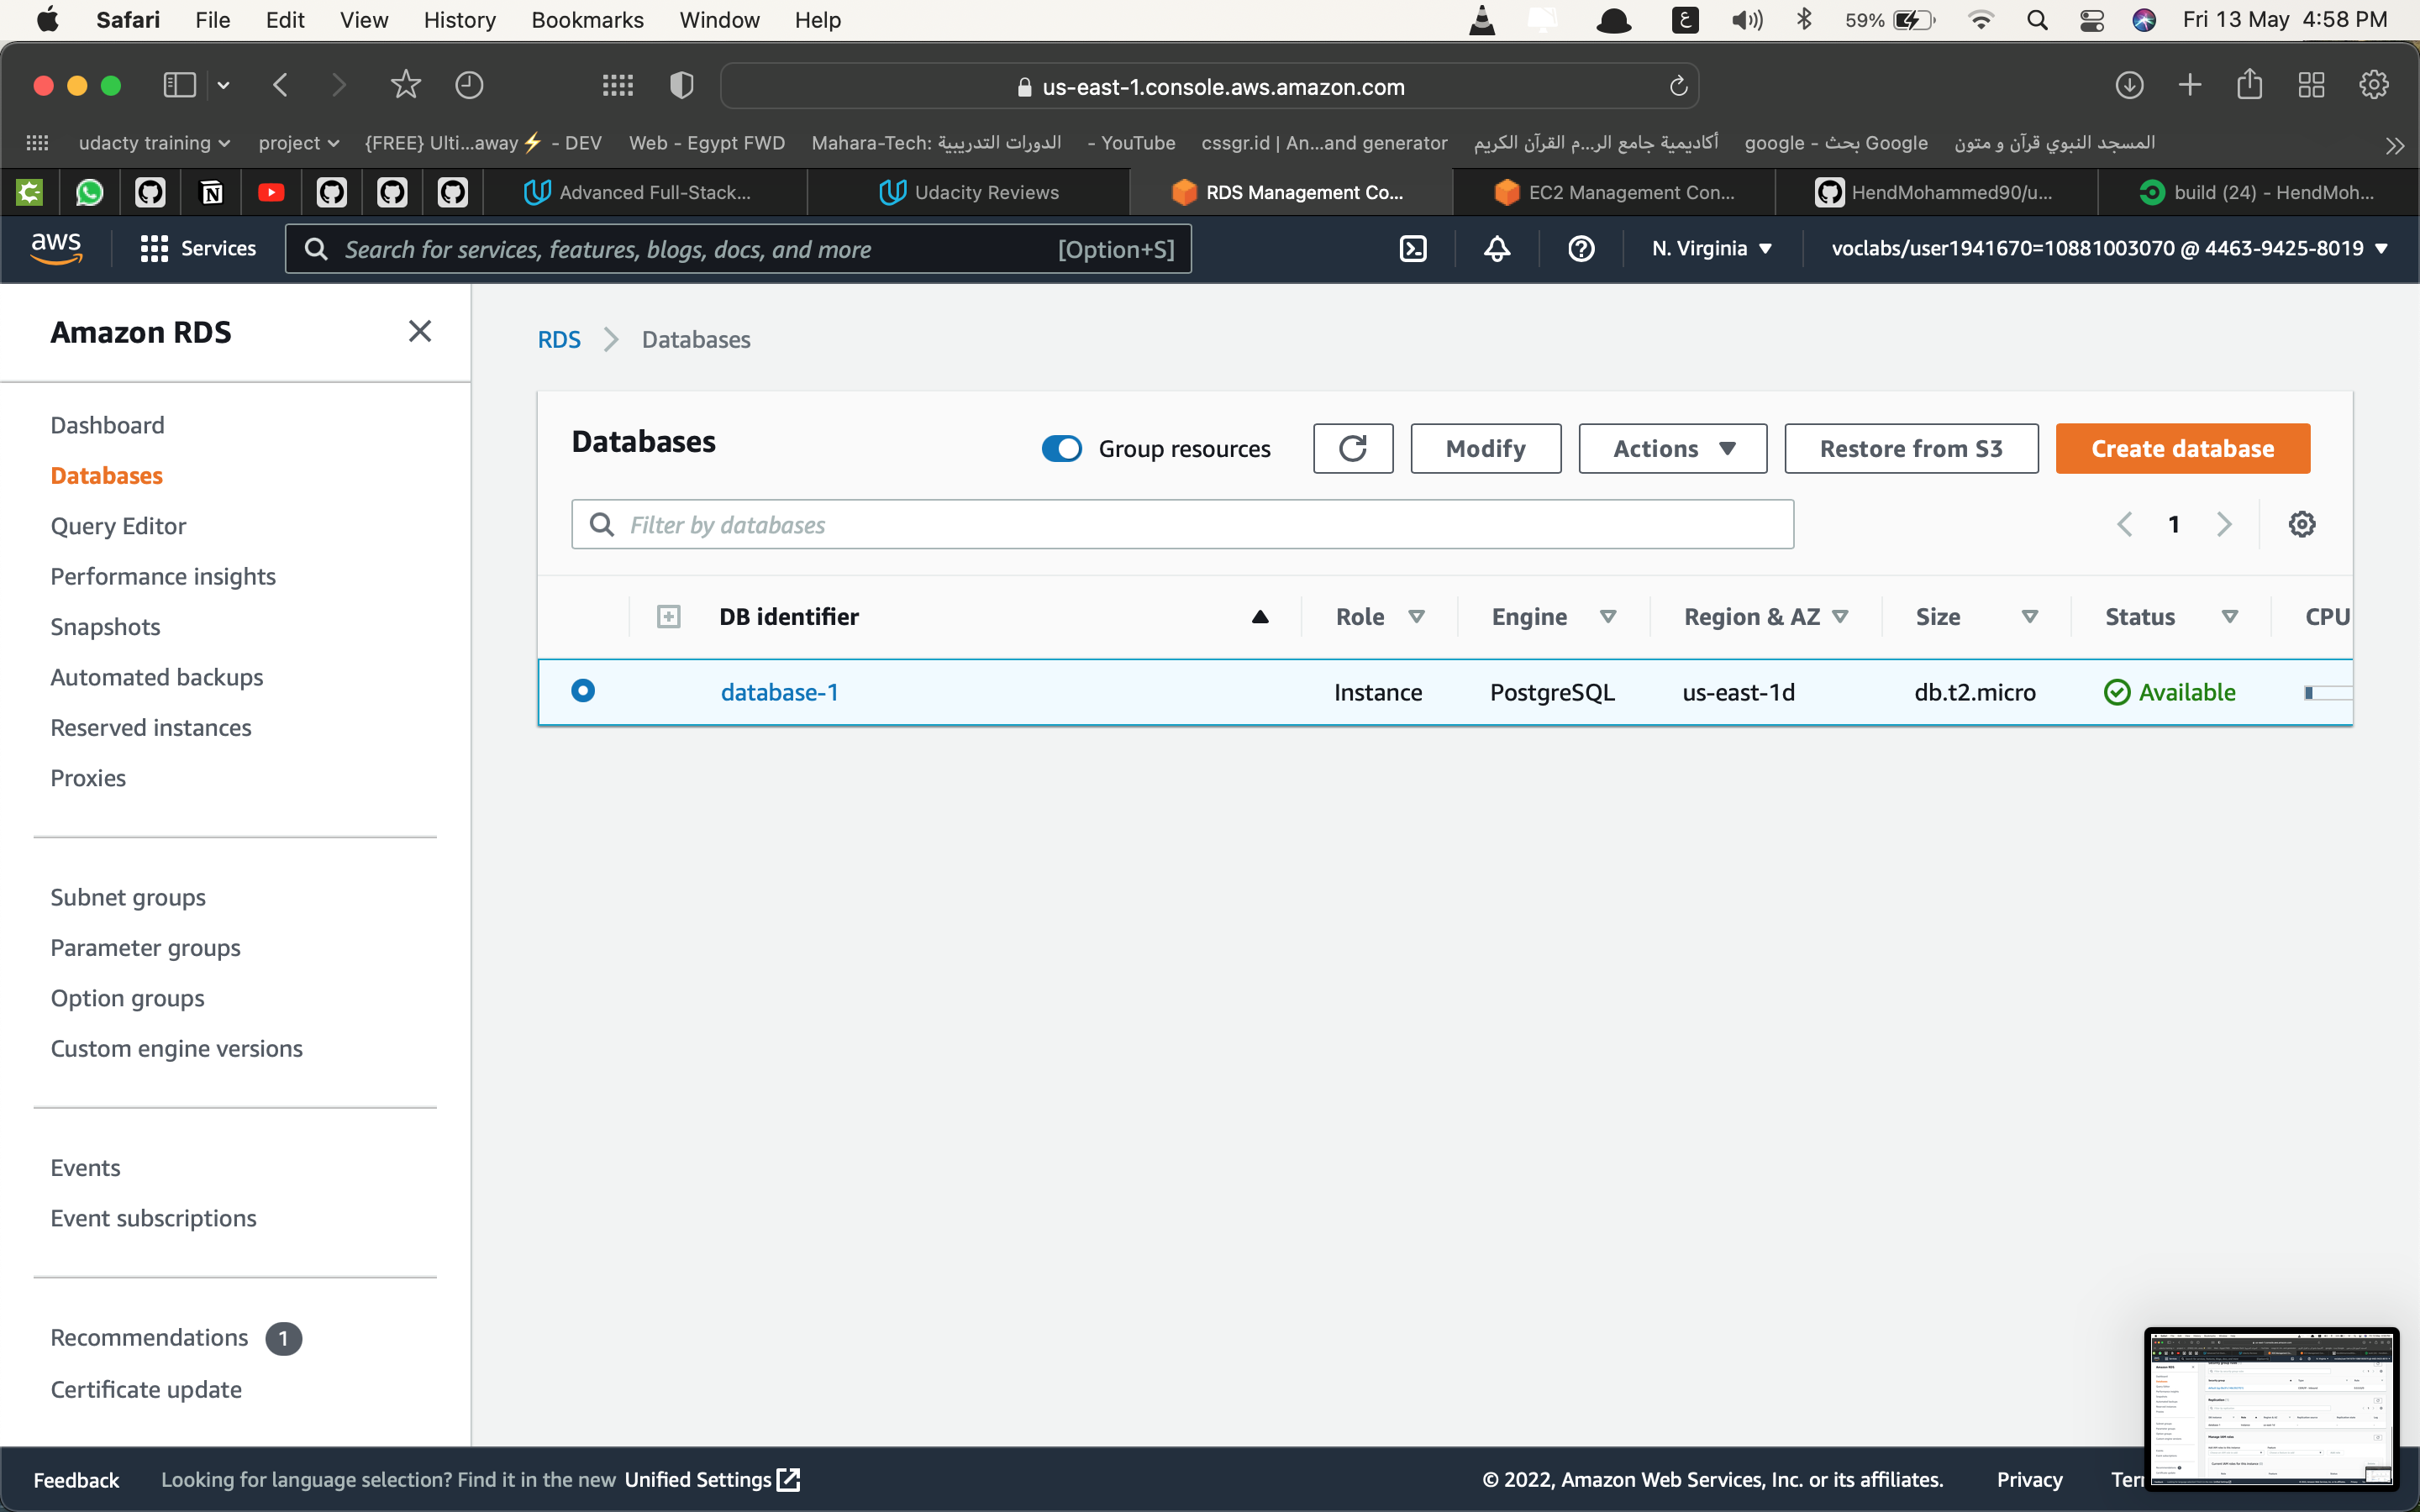 Safari File Edit View History Bookmarks Window Help ع 59% Fri 13 May 4:58 PM
us-east-1.console.aws.amazon.com
udacty training project {FREE} Ulti...away⚡ - DEV Web - Egypt FWD Mahara-Tech: الدورات التدريبية - YouTube cssgr.id | An...and generator أكاديمية جامع الر...م القرآن الكريم google - بحث Google المسجد النبوي قرآن و متون
Advanced Full-Stack... Udacity Reviews RDS Management Co... EC2 Management Con... HendMohammed90/u... build (24) - HendMoh...
aws Services Search for services, features, blogs, docs, and more [Option+S] N. Virginia voclabs/user1941670=10881003070 @ 4463-9425-8019
Amazon RDS
Dashboard
Databases
Query Editor
Performance insights
Snapshots
Automated backups
Reserved instances
Proxies
Subnet groups
Parameter groups
Option groups
Custom engine versions
Events
Event subscriptions
Recommendations 1
Certificate update
RDS Databases
Databases Group resources Modify Actions Restore from S3 Create database
Filter by databases 1
DB identifier Role Engine Region & AZ Size Status CPU
database-1 Instance PostgreSQL us-east-1d db.t2.micro Available
Feedback Looking for language selection? Find it in the new Unified Settings © 2022, Amazon Web Services, Inc. or its affiliates. Privacy Ter